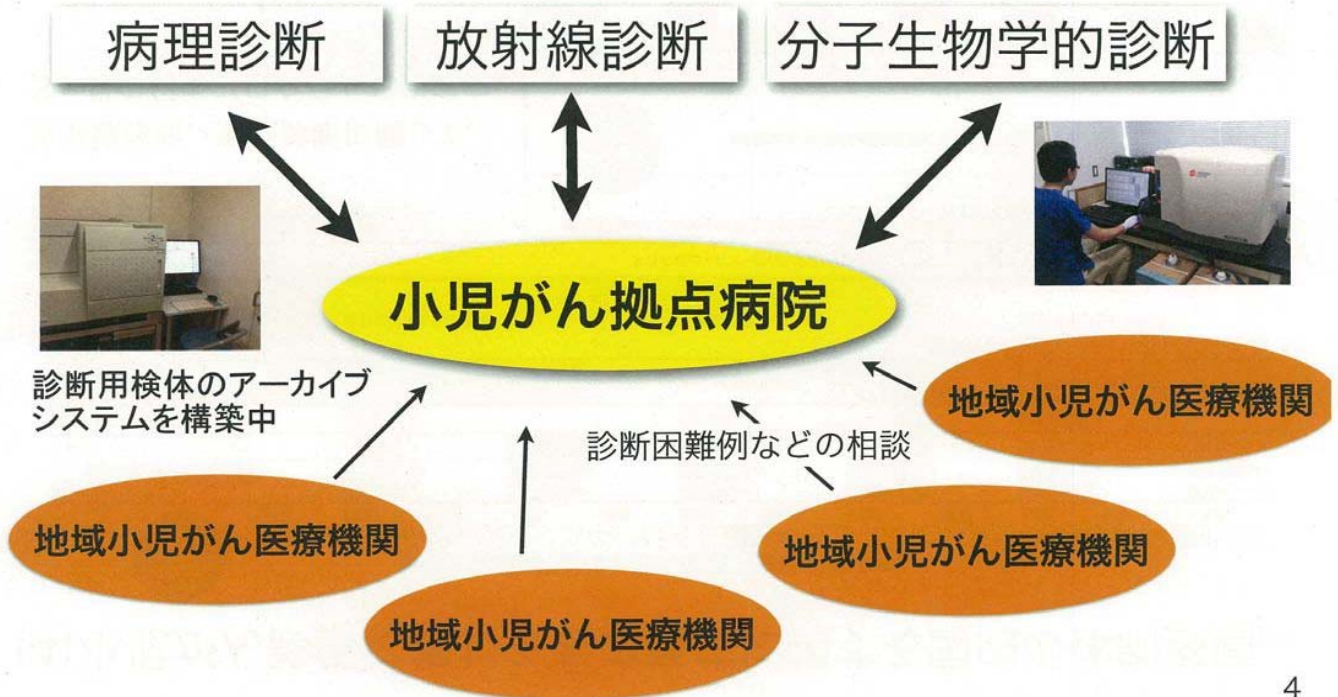 病理診断
放射線診断
分子生物学的診断
小児がん拠点病院
診断用検体のアーカイブ
システムを構築中
診断困難例などの相談
地域小児がん医療機関
地域小児がん医療機関
地域小児がん医療機関
地域小児がん医療機関
4